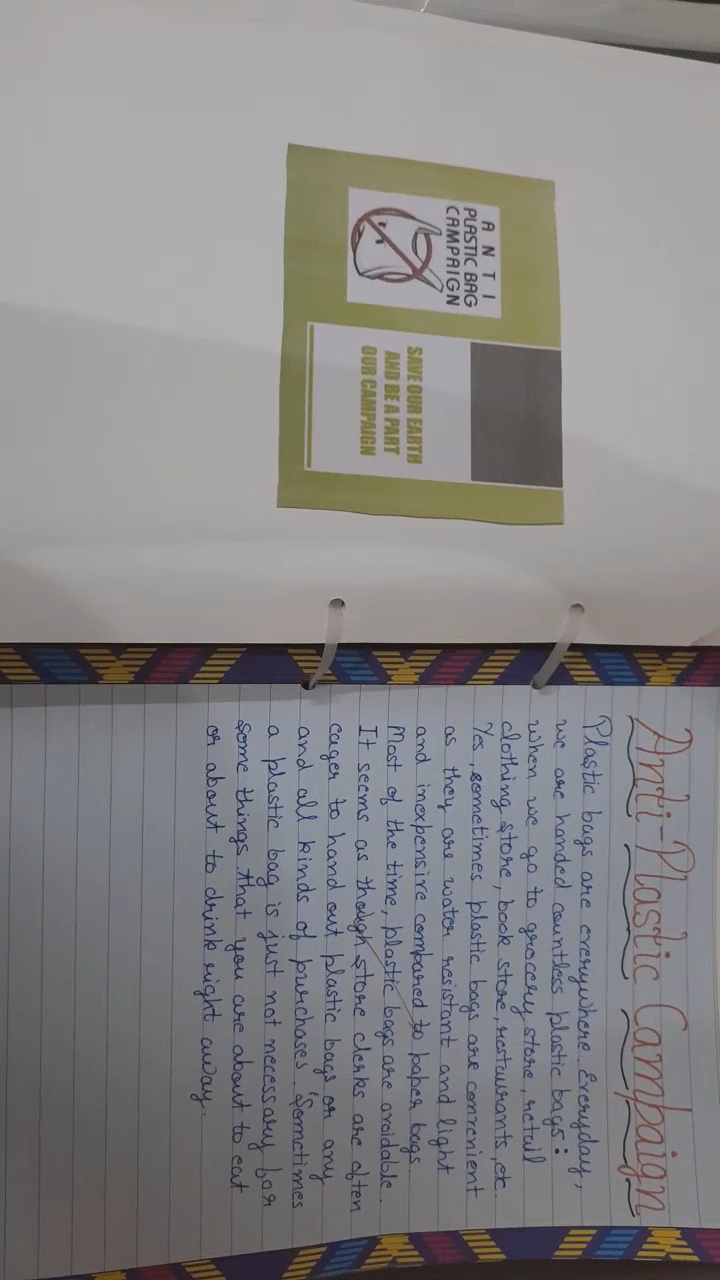 ANTI
PLASTIC BAG
CAMPAIGN
SAVE OUR EARTH
AND BE A PART
OUR CAMPAIGN
Anti-Plastic Campaign
Plastic bags are everywhere. Everyday,
we are handed countless plastic bags:
when we go to grocery store, retail
clothing store, book store, restaurants, etc.
Yes, sometimes plastic bags are convenient
as they are water resistant and light
and inexpensive compared to paper bags.
Most of the time, plastic bags are avoidable.
It seems as though store clerks are often
eager to hand out plastic bags or any
and all kinds of purchases. Sometimes
a plastic bag is just not necessary for
some things that you are about to eat
or about to drink right away.